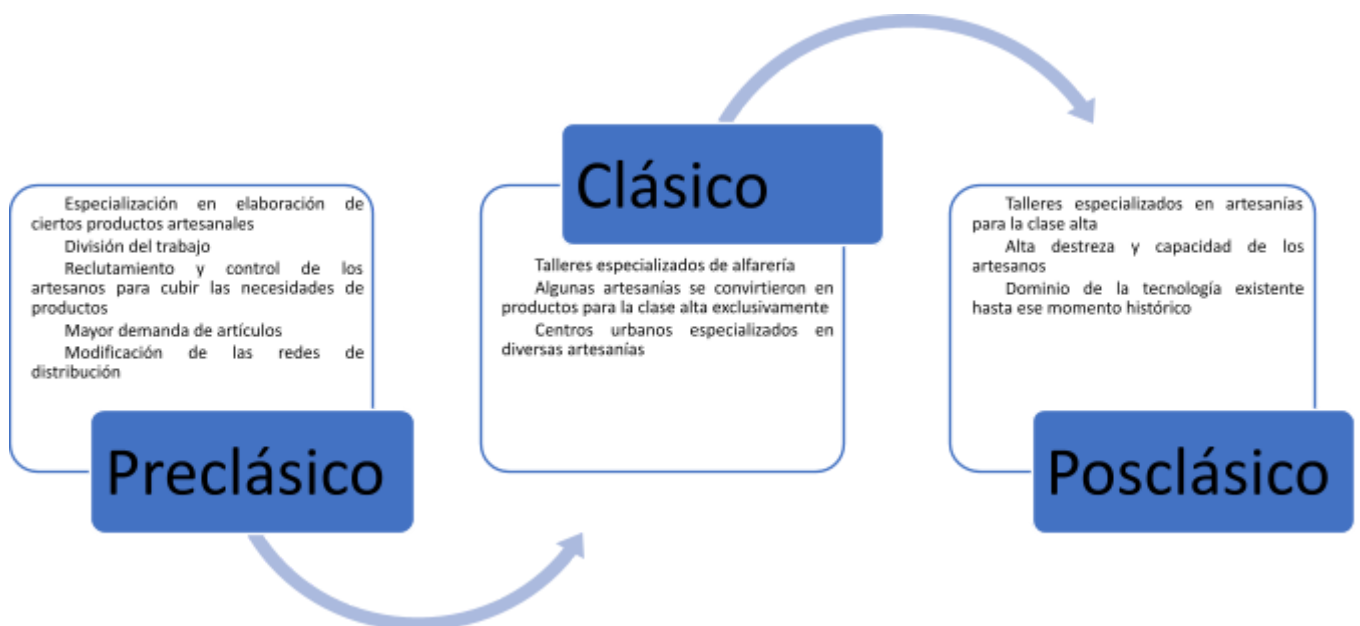 Especialización en elaboración de
ciertos productos artesanales
División del trabajo
Reclutamiento y control de los
artesanos para cubrir las necesidades de
productos
Mayor demanda de artículos
Modificación de las redes de
distribución
Preclásico
Clásico
Talleres especializados de alfarería
Algunas artesanías se convirtieron en
productos para la clase alta exclusivamente
Centros urbanos especializados en
diversas artesanías
Talleres especializados en artesanías
para la clase alta
Alta destreza y capacidad de los
artesanos
Dominio de la tecnología existente
hasta ese momento histórico
Posclásico